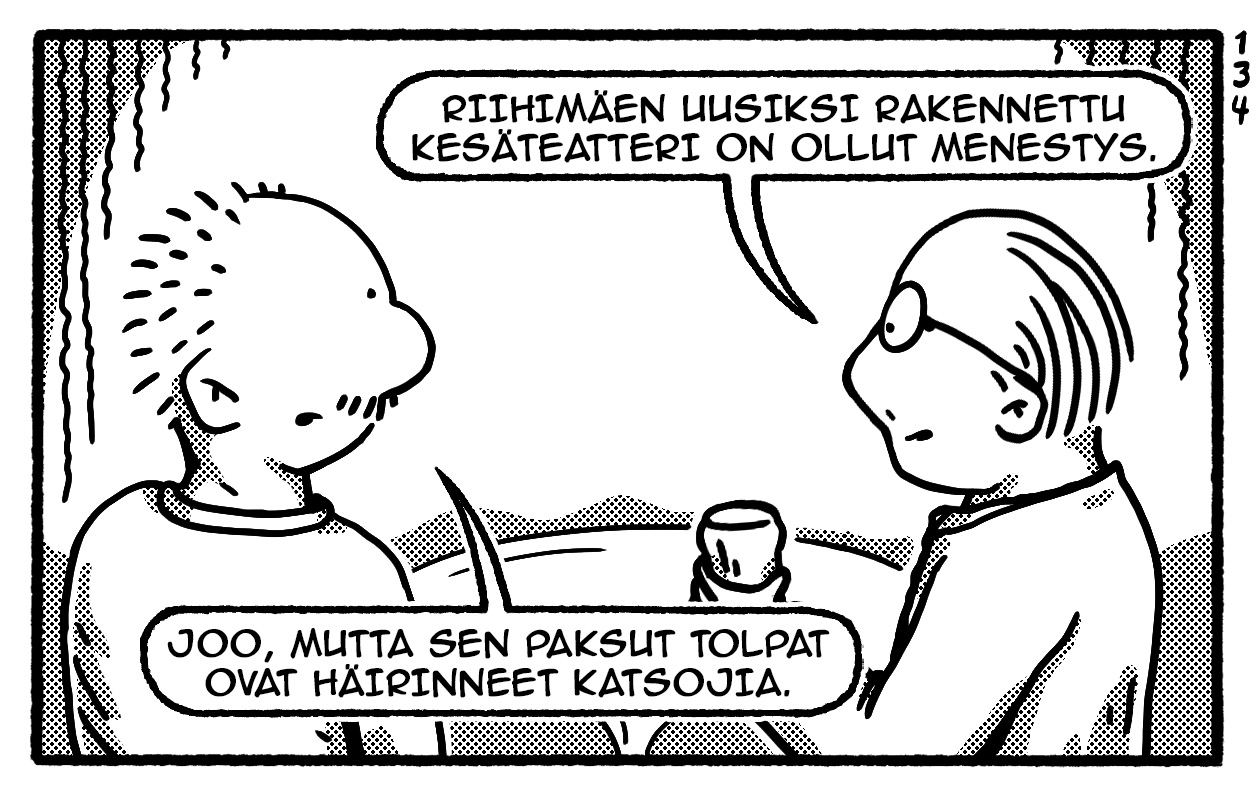 RIIHIMÄEN UUSIKSI RAKENNETTU
KESÄTEATTERI ON OLLUT MENESTYS.
JOO, MUTTA SEN PAKSUT TOLPAT
OVAT HÄIRINNEET KATSOJIA.
1
3
4